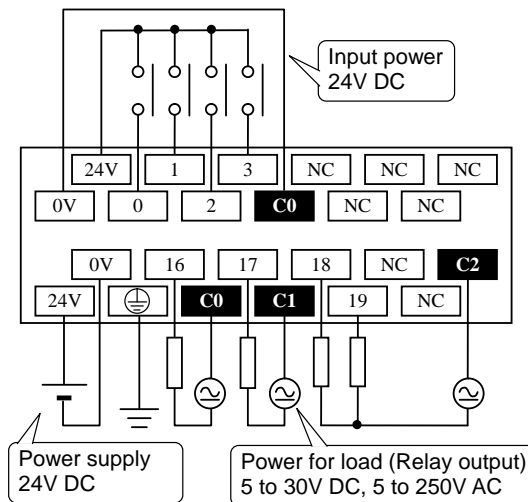 Input power
24V DC
24V 1 3 NC NC NC
0V 0 2 C0 NC NC
0V 16 17 18 NC C2
24V C0 C1 19 NC
Power supply
24V DC
Power for load (Relay output)
5 to 30V DC, 5 to 250V AC